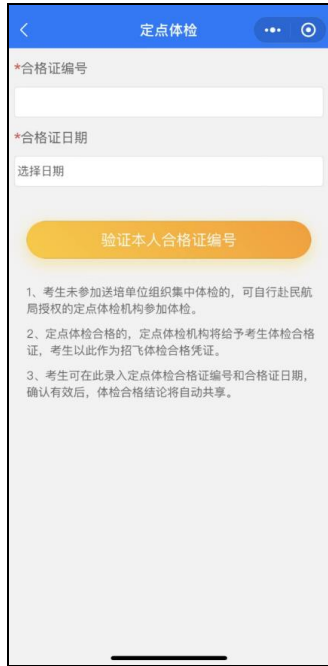 定点体检
*合格证编号
*合格证日期
选择日期
验证本人合格证编号
1、考生未参加送培单位组织集中体检的，可自行赴民航
局授权的定点体检机构参加体检。
2、定点体检合格的，定点体检机构将给予考生体检合格
证，考生以此作为招飞体检合格凭证。
3、考生可在此录入定点体检合格证编号和合格证日期，
确认有效后，体检合格结论将自动共享。